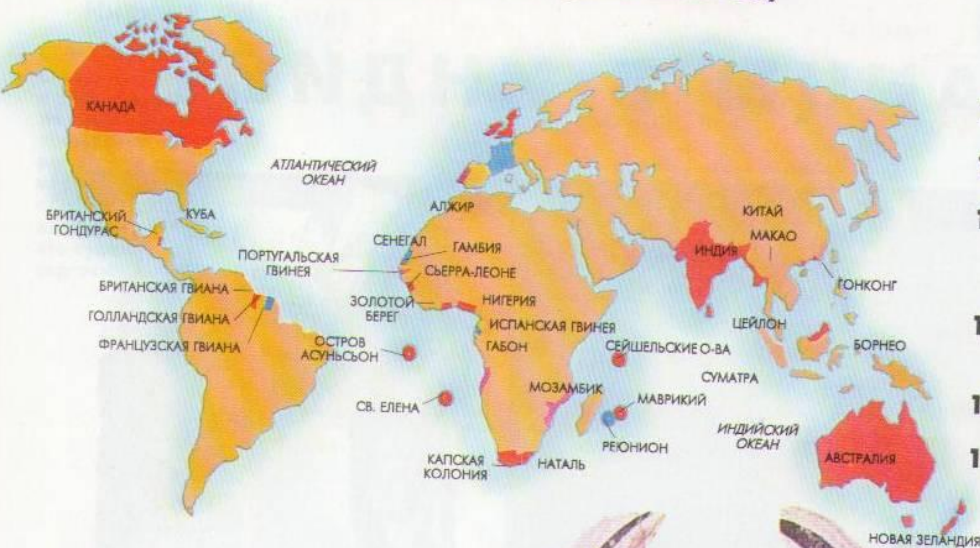 КАНАДА
АТЛАНТИЧЕСКИЙ
ОКЕАН
БРИТАНСКИЙ
ГОНДУРАС
КУБА
АЛЖИР
СЕНЕГАЛ
ГАМБИЯ
ПОРТУГАЛЬСКАЯ
ГВИНЕЯ
СЬЕРРА-ЛЕОНЕ
БРИТАНСКАЯ ГВИАНА
ЗОЛОТОЙ
БЕРЕГ
НИГЕРИЯ
ГОЛЛАНДСКАЯ ГВИАНА
ИСПАНСКАЯ ГВИНЕЯ
ФРАНЦУЗСКАЯ ГВИАНА
ОСТРОВ
АСУНЬСЬОН
ГАБОН
КИТАЙ
МАКАО
ИНДИЯ
ГОНКОНГ
ЦЕЙЛОН
СЕЙШЕЛЬСКИЕ О-ВА
БОРНЕО
СУМАТРА
МОЗАМБИК
МАВРИКИЙ
СВ. ЕЛЕНА
РЕЮНИОН
ИНДИЙСКИЙ
ОКЕАН
КАПСКАЯ
КОЛОНИЯ
НАТАЛЬ
АВСТРАЛИЯ
НОВАЯ ЗЕЛАНДИЯ